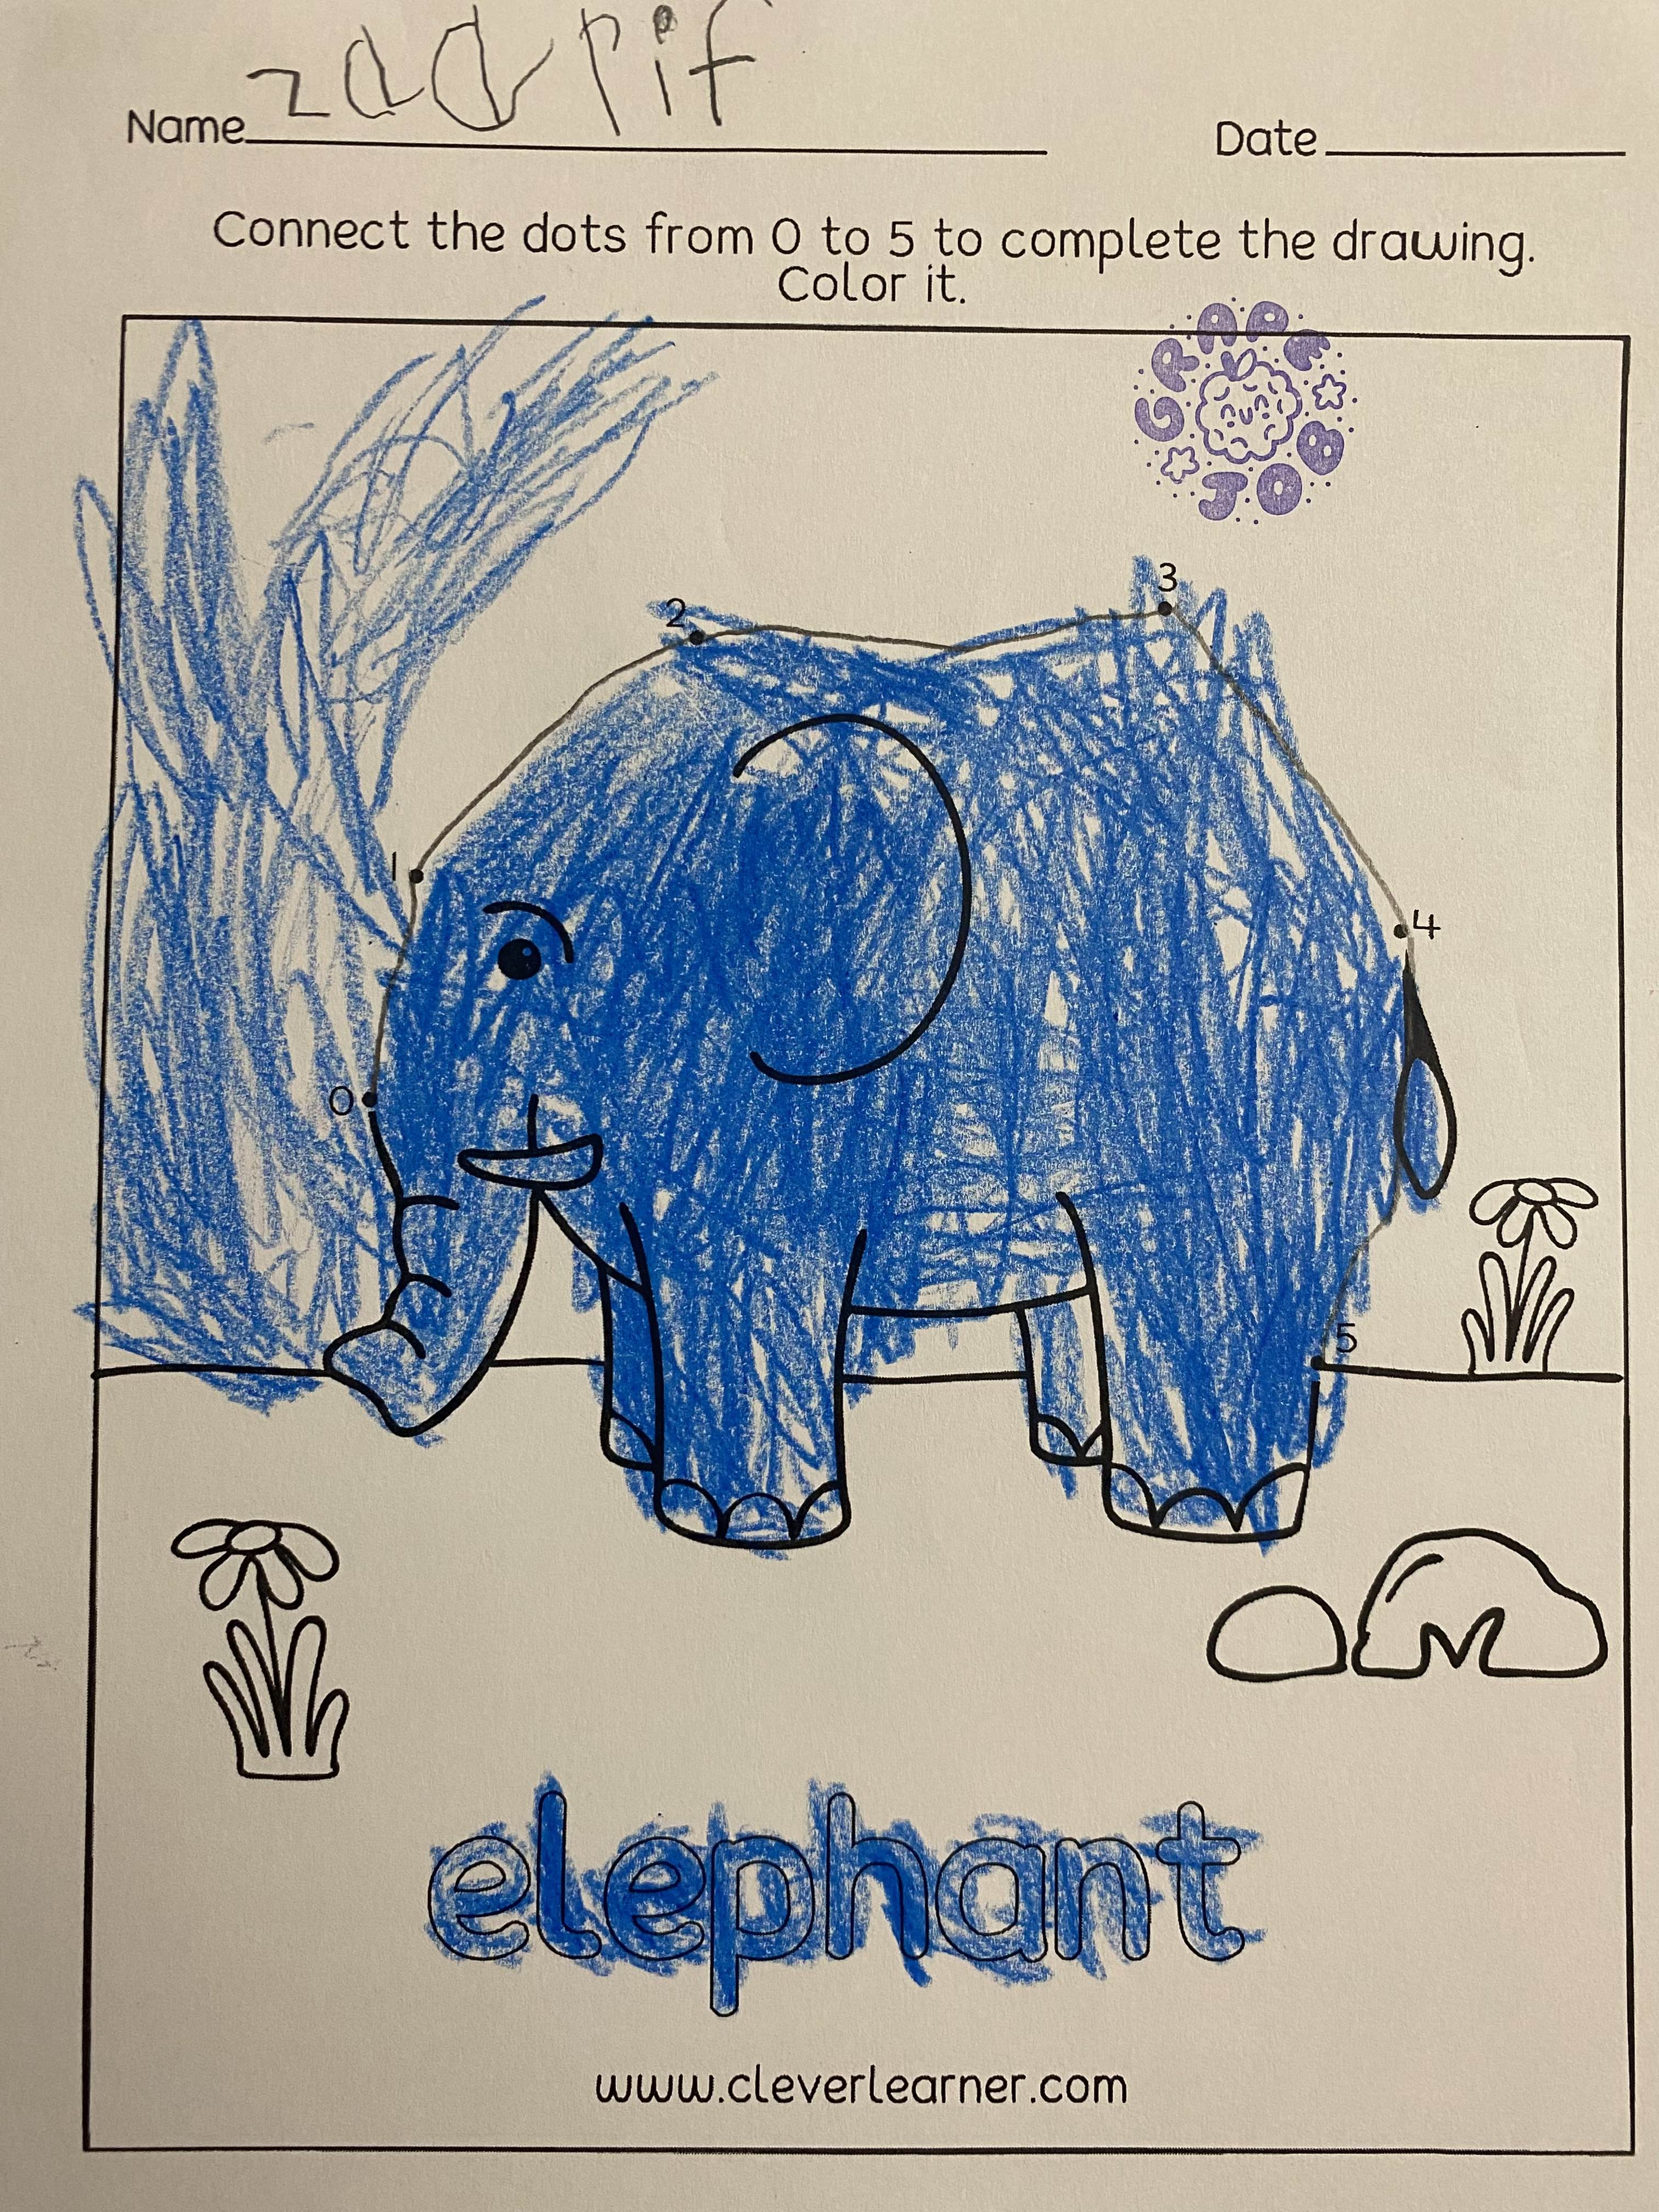 zaarif
Name Date
Connect the dots from 0 to 5 to complete the drawing.
Color it.
GRAPE JOB
2
3
1
4
0
5
elephant
www.cleverlearner.com